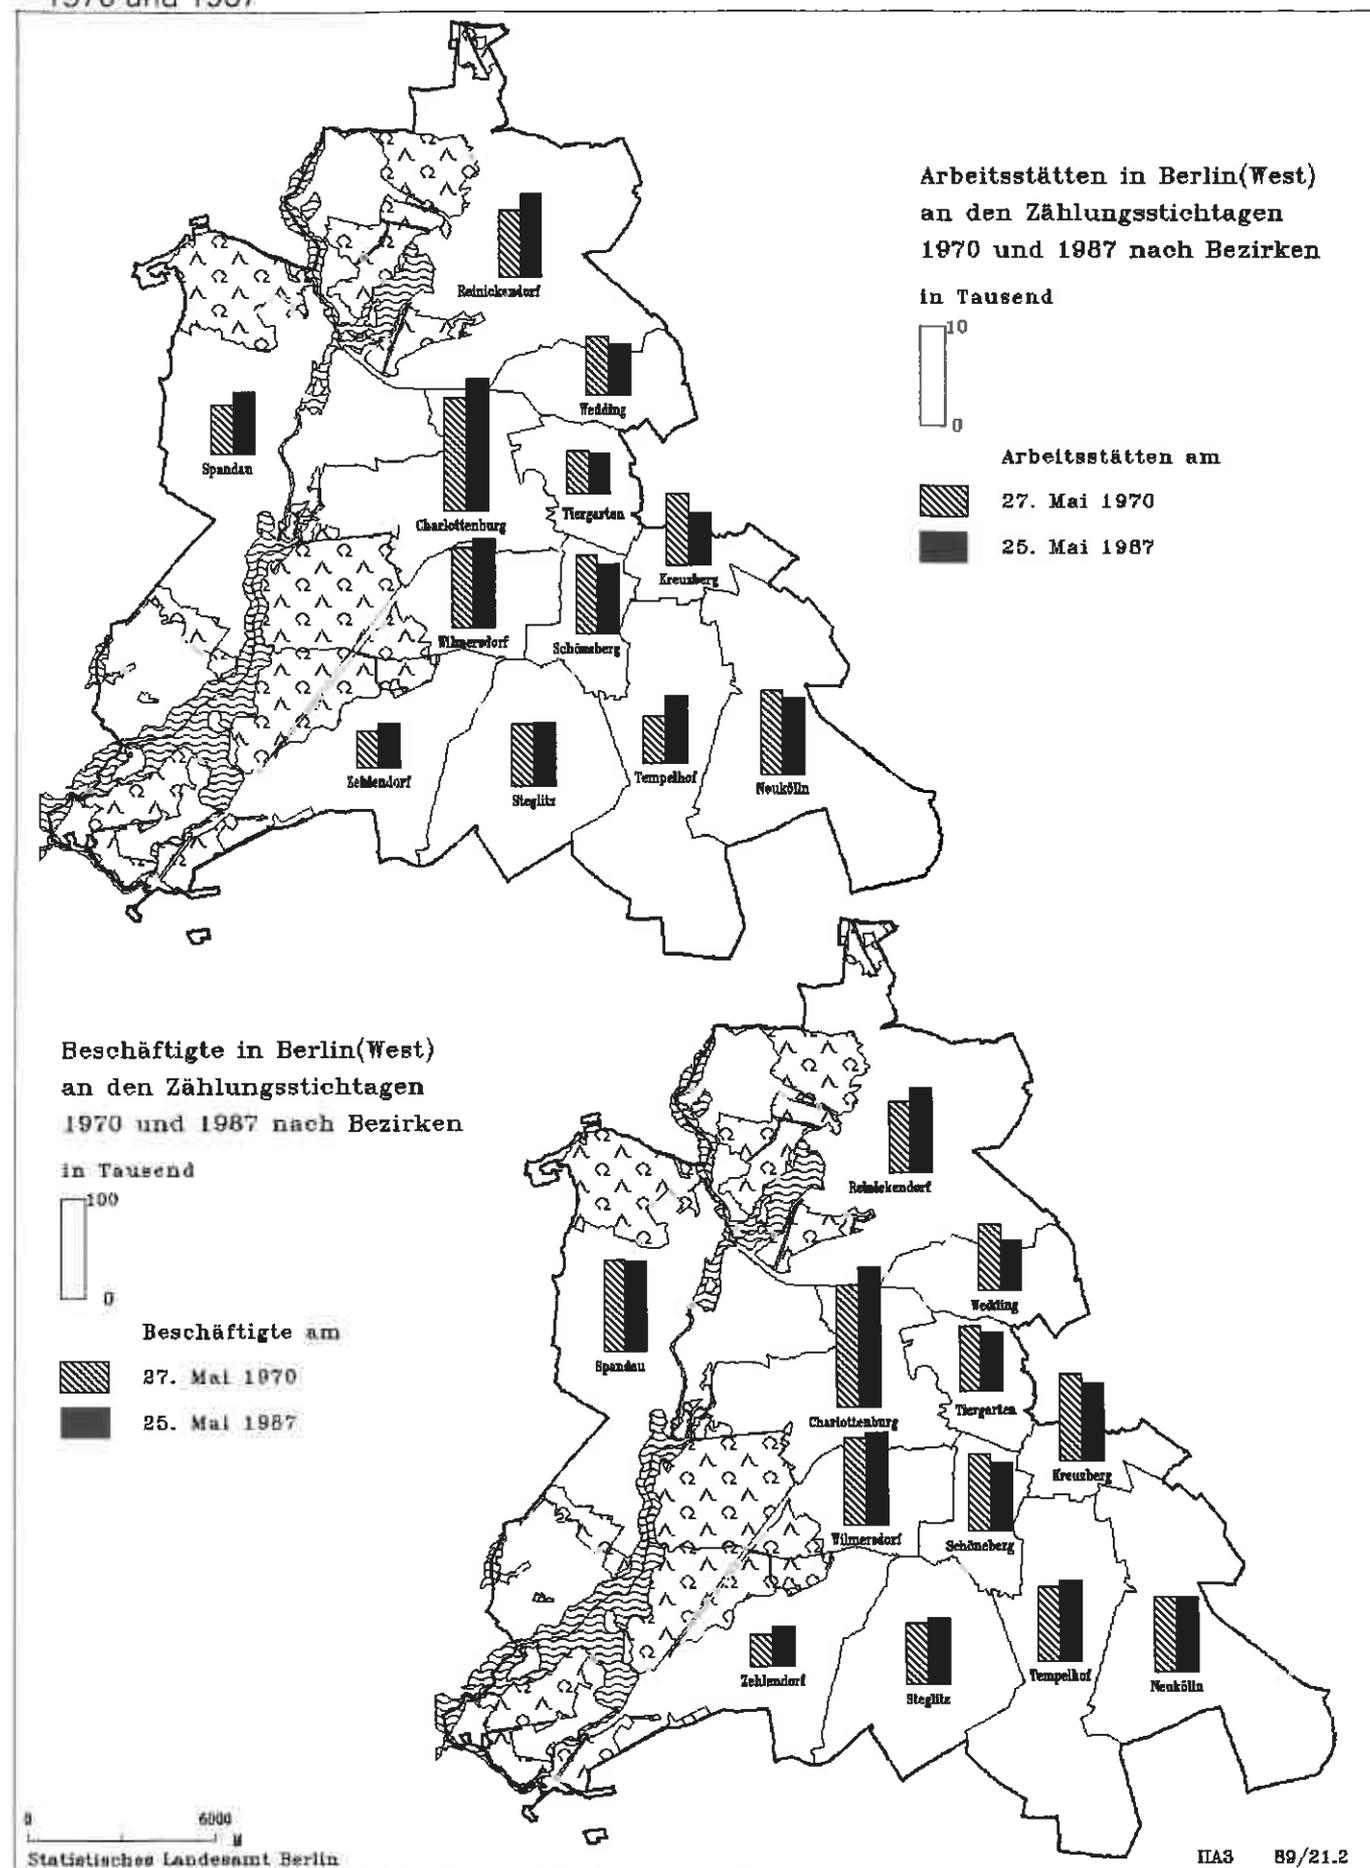 1970 und 1987
Arbeitsstätten in Berlin(West)
an den Zählungsstichtagen
1970 und 1987 nach Bezirken
in Tausend
10
0
Arbeitsstätten am
27. Mai 1970
25. Mai 1987
Reinickendorf
Wedding
Spandau
Charlottenburg
Tiergarten
Kreuzberg
Wilmersdorf
Schöneberg
Zehlendorf
Steglitz
Tempelhof
Neukölln
Beschäftigte in Berlin(West)
an den Zählungsstichtagen
1970 und 1987 nach Bezirken
in Tausend
100
0
Beschäftigte am
27. Mai 1970
25. Mai 1987
Reinickendorf
Wedding
Spandau
Charlottenburg
Tiergarten
Kreuzberg
Wilmersdorf
Schöneberg
Zehlendorf
Steglitz
Tempelhof
Neukölln
0 6000
M
Statistisches Landesamt Berlin
IIA3 89/21.2